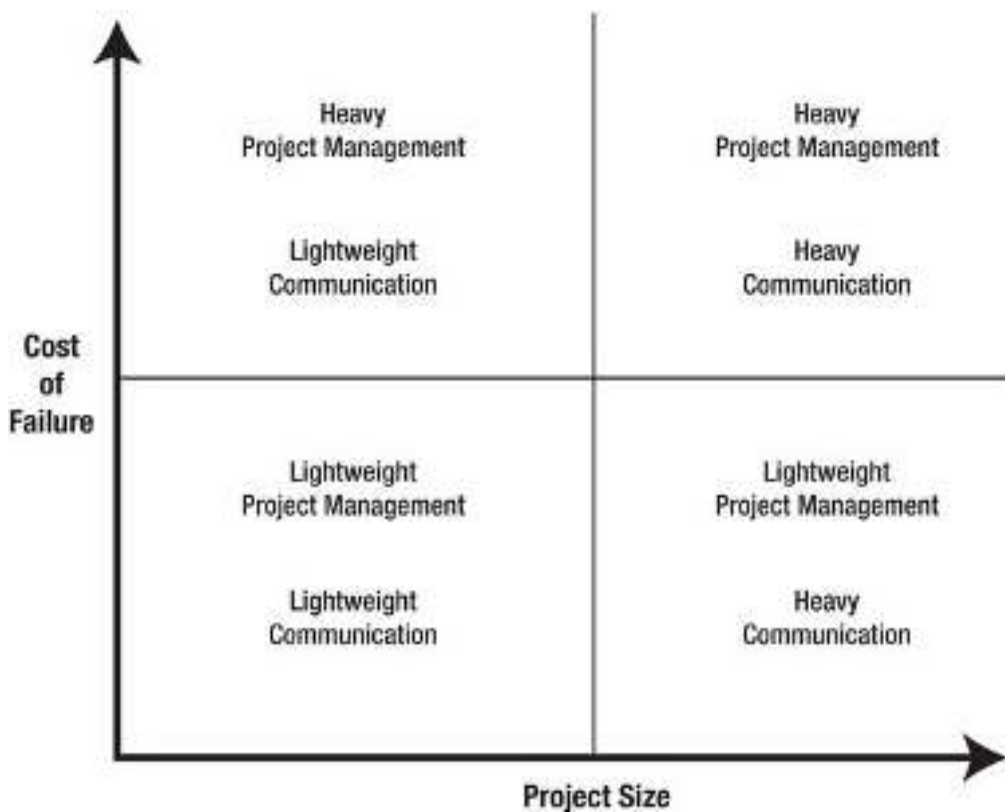 Heavy
Project Management
Heavy
Project Management
Lightweight
Communication
Heavy
Communication
Cost
of
Failure
Lightweight
Project Management
Lightweight
Project Management
Lightweight
Communication
Heavy
Communication
Project Size